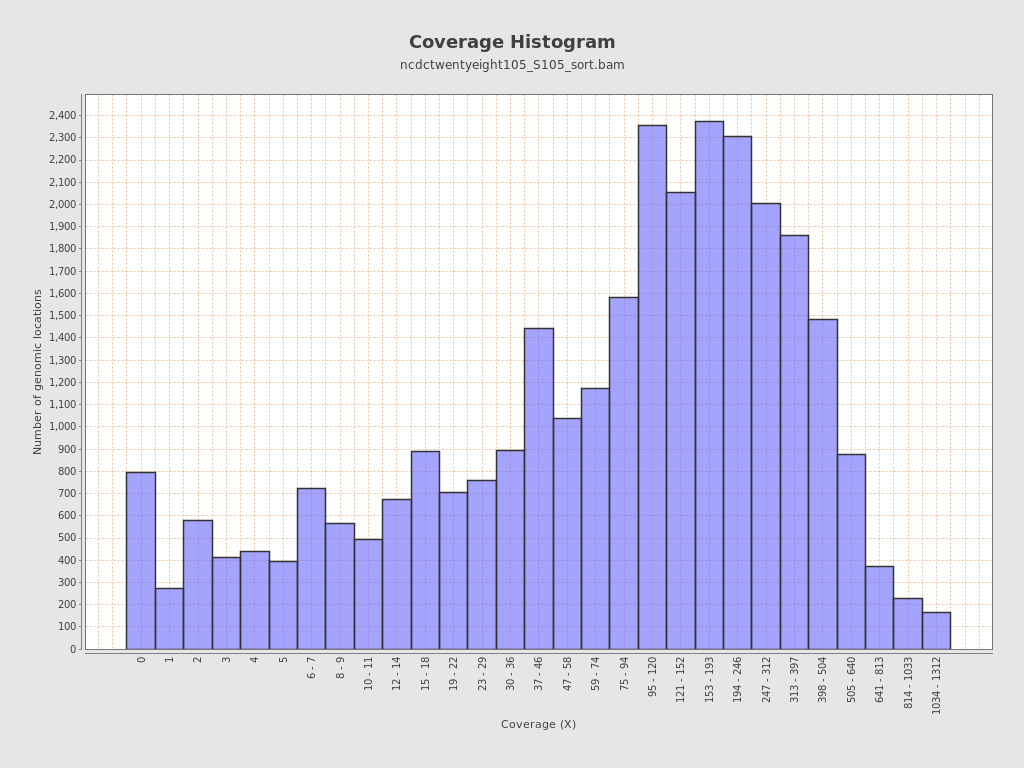 Coverage Histogram
ncdctwentyeight105_S105_sort.bam
Number of genomic locations
2,400
2,300
2,200
2,100
2,000
1,900
1,800
1,700
1,600
1,500
1,400
1,300
1,200
1,100
1,000
900
800
700
600
500
400
300
200
100
0
0
1
2
3
4
5
6 - 7
8 - 9
10 - 11
12 - 14
15 - 18
19 - 22
23 - 29
30 - 36
37 - 46
47 - 58
59 - 74
75 - 94
95 - 120
121 - 152
153 - 193
194 - 246
247 - 312
313 - 397
398 - 504
505 - 640
641 - 813
814 - 1033
1034 - 1312
Coverage (X)